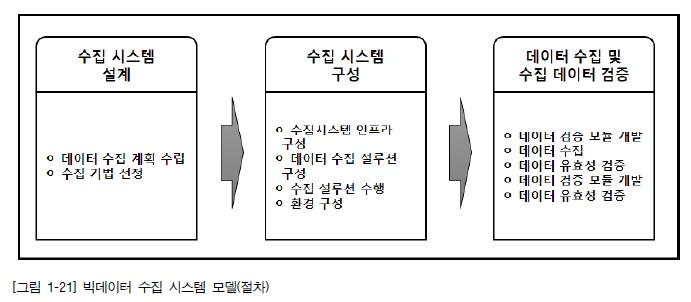 수집 시스템
설계
데이터 수집 계획 수립
수집 기법 선정
수집 시스템
구성
수집시스템 인프라
구성
데이터 수집 설루션
구성
수집 설루션 수행
환경 구성
데이터 수집 및
수집 데이터 검증
데이터 검증 모듈 개발
데이터 수집
데이터 유효성 검증
데이터 검증 모듈 개발
데이터 유효성 검증
[그림 1-21] 빅데이터 수집 시스템 모델(절차)